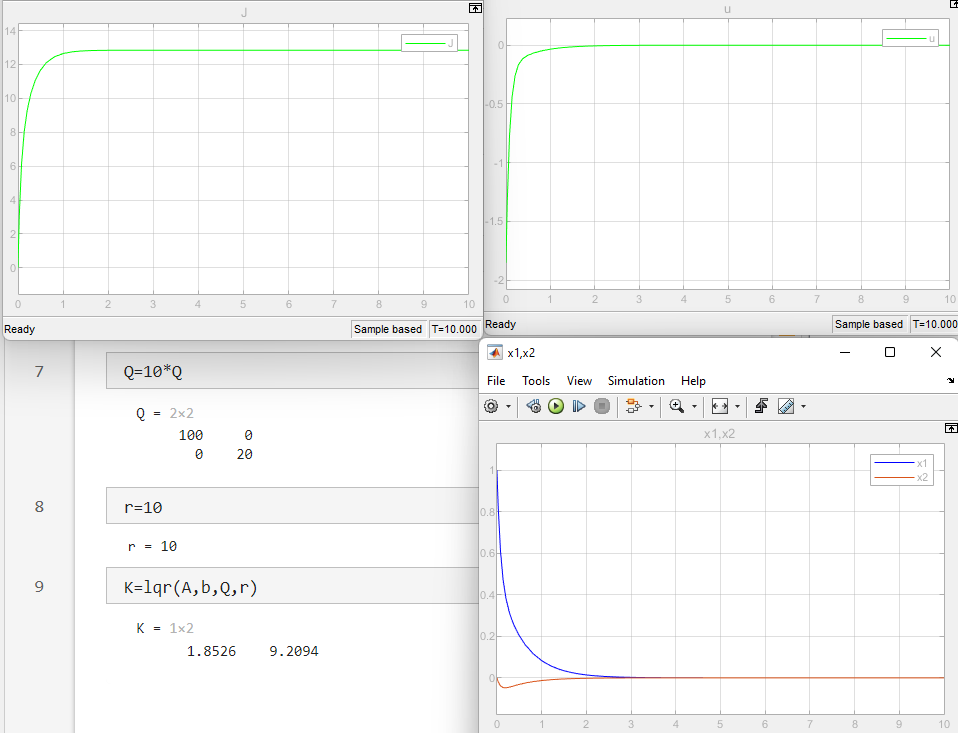 J
14
12
10
8
6
4
2
0
J
0 1 2 3 4 5 6 7 8 9 10
Ready
Sample based
T=10.000
u
0
-0.5
-1
-1.5
-2
u
0 1 2 3 4 5 6 7 8 9 10
Ready
Sample based
T=10.000
7
Q=10*Q
Q = 2×2
100 0
0 20
8
r=10
r = 10
9
K=lqr(A,b,Q,r)
K = 1×2
1.8526 9.2094
x1,x2
File Tools View Simulation Help
x1,x2
1
0.8
0.6
0.4
0.2
0
x1
x2
0 1 2 3 4 5 6 7 8 9 10